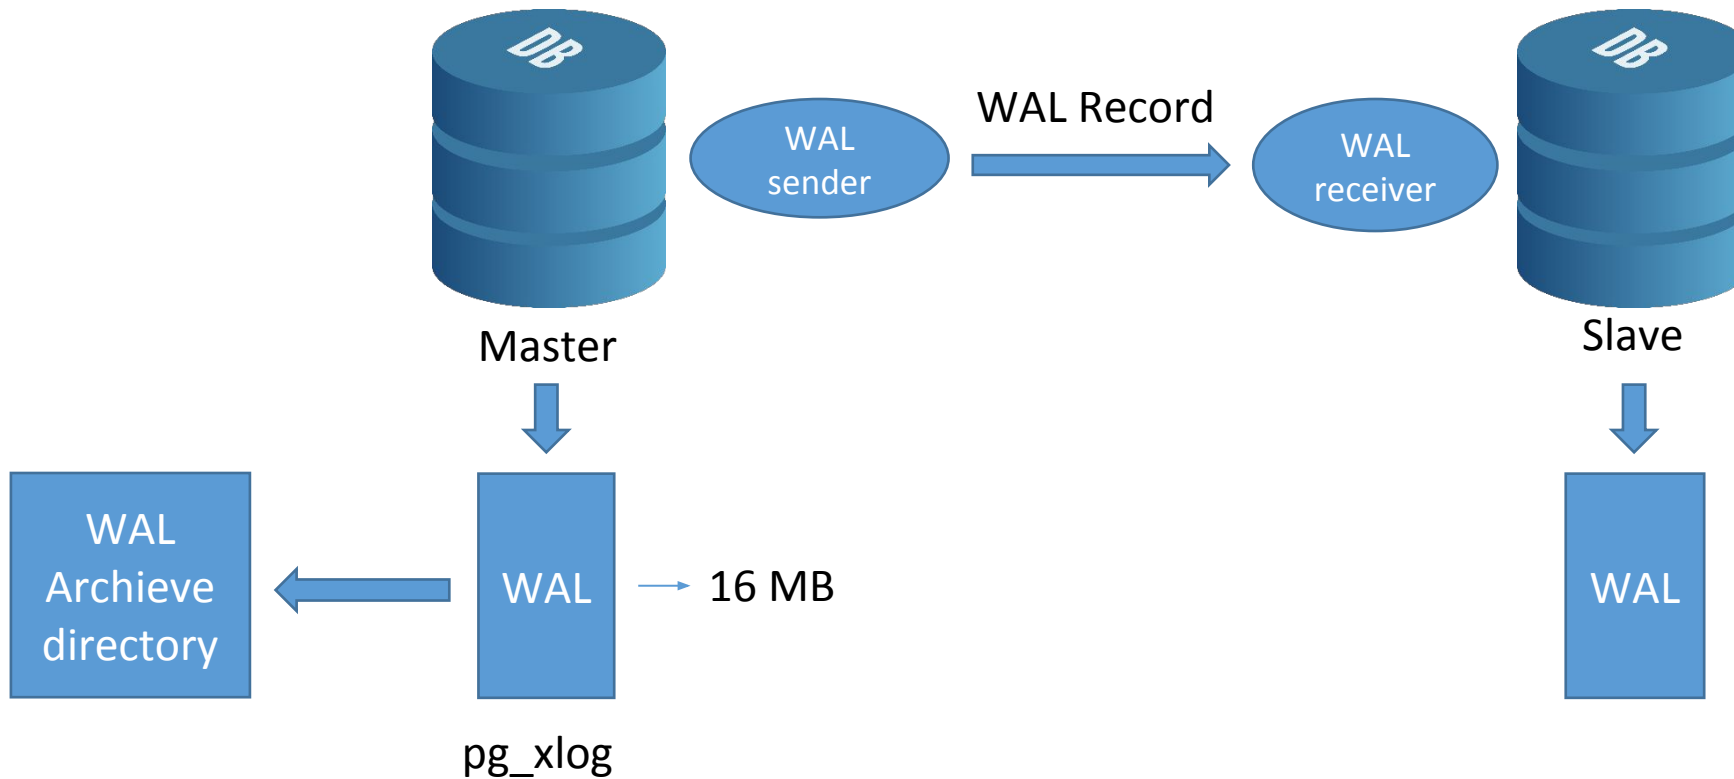 DB
DB
WAL
sender
WAL Record
WAL
receiver
Master
Slave
WAL
Archieve
directory
WAL
16 MB
WAL
pg_xlog